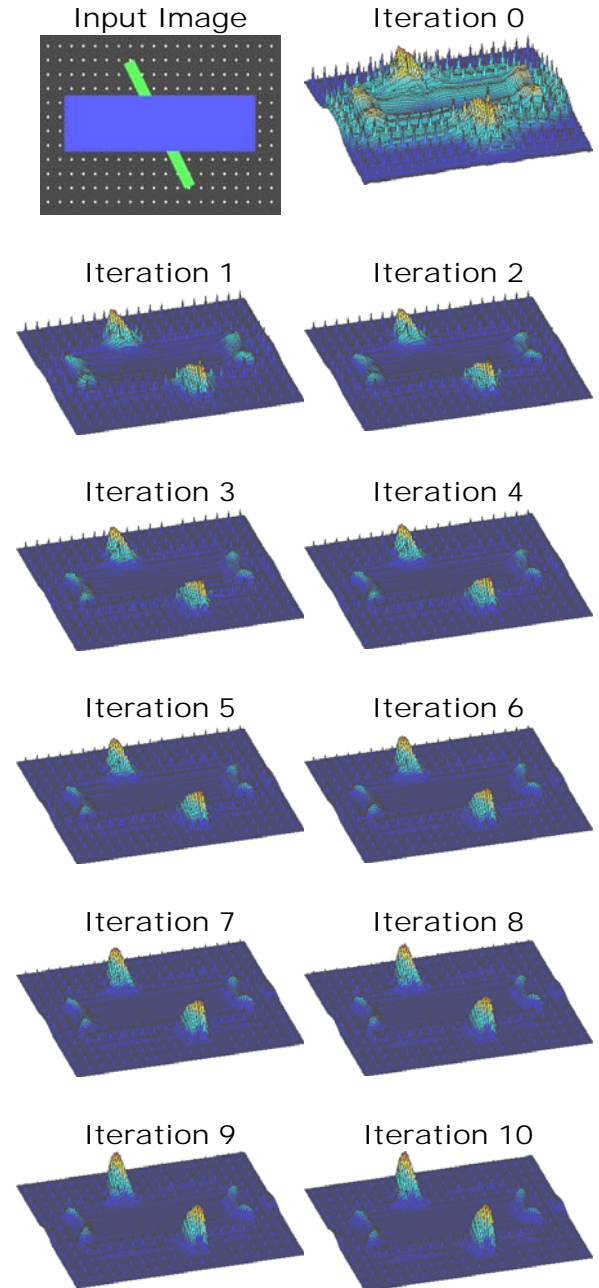 Input Image
Iteration 0
Iteration 1
Iteration 2
Iteration 3
Iteration 4
Iteration 5
Iteration 6
Iteration 7
Iteration 8
Iteration 9
Iteration 10